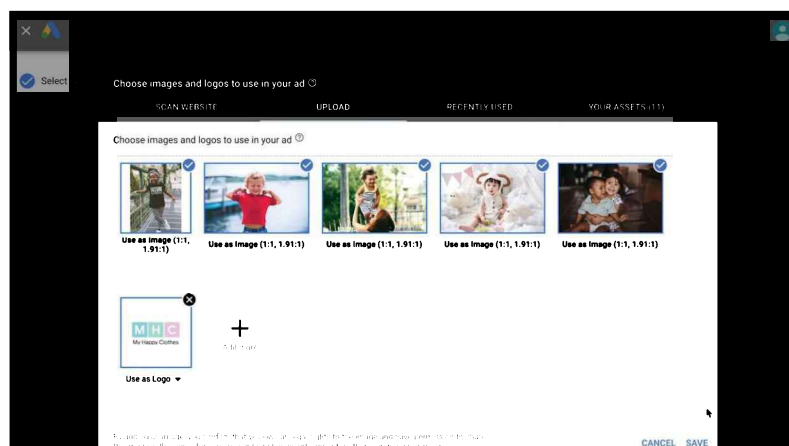 Select
Choose images and logos to use in your ad
SCAN WEBSITE UPLOAD RECENTLY USED YOUR ASSETS (11)
Choose images and logos to use in your ad
Use as Image (1:1, 1.91:1) Use as Image (1:1, 1.91:1) Use as Image (1:1, 1.91:1) Use as Image (1:1, 1.91:1) Use as Image (1:1, 1.91:1)
MHC
My Happy Clothes
Use as Logo
CANCEL SAVE